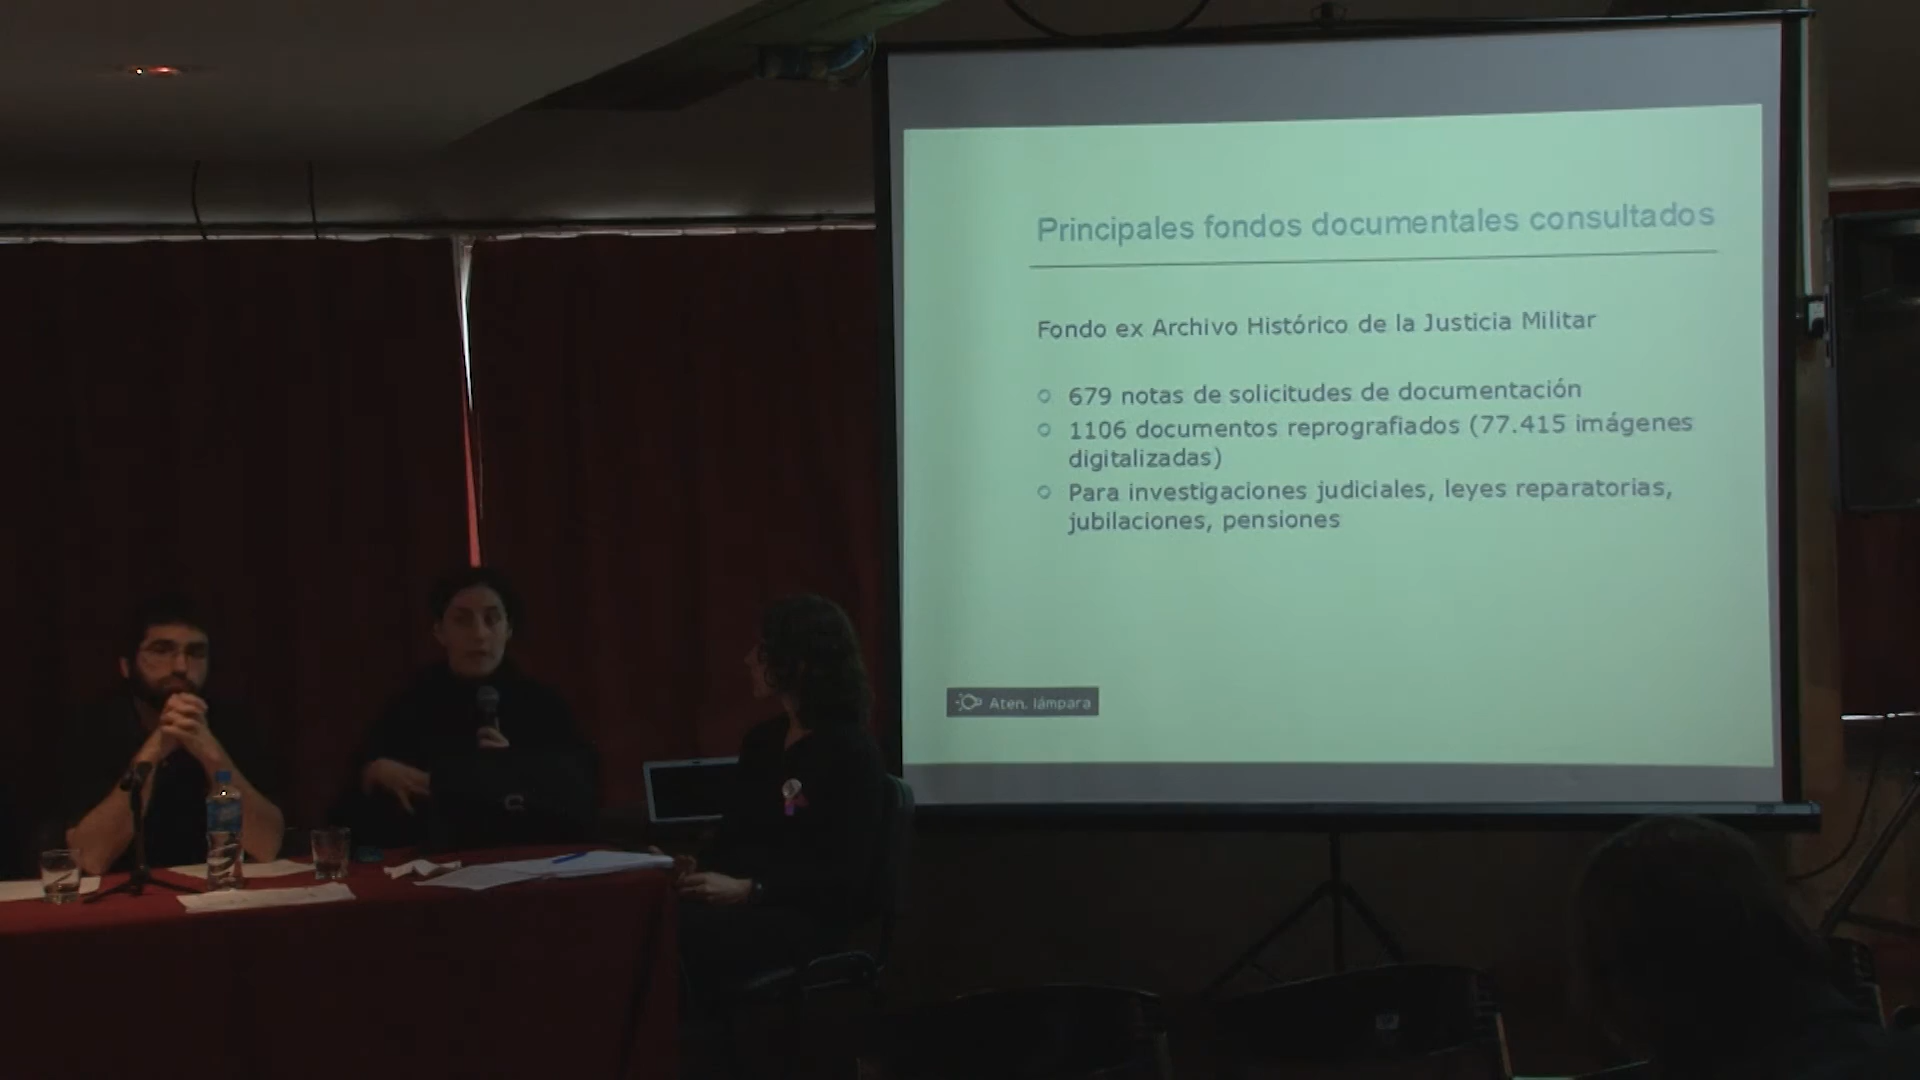 Principales fondos documentales consultados
Fondo ex Archivo Histórico de la Justicia Militar
679 notas de solicitudes de documentación
1106 documentos reprografiados (77.415 imágenes
digitalizadas)
Para investigaciones judiciales, leyes reparatorias,
jubilaciones, pensiones
Aten. lámpara